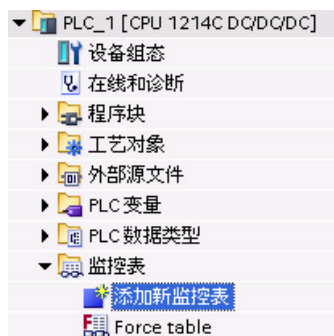 PLC_1 [CPU 1214C DC/DC/DC]
设备组态
在线和诊断
程序块
工艺对象
外部源文件
PLC 变量
PLC 数据类型
监控表
添加新监控表
Force table